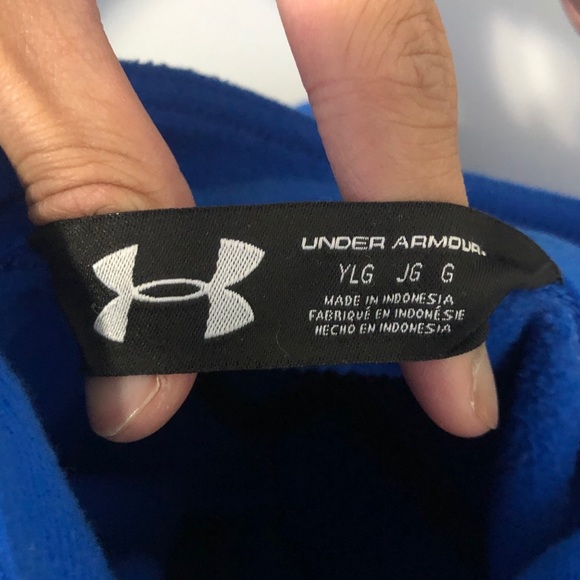 UNDER ARMOUR.
YLG JG G
MADE IN INDONESIA
FABRIQUÉ EN INDONÉSIE
HECHO EN INDONESIA